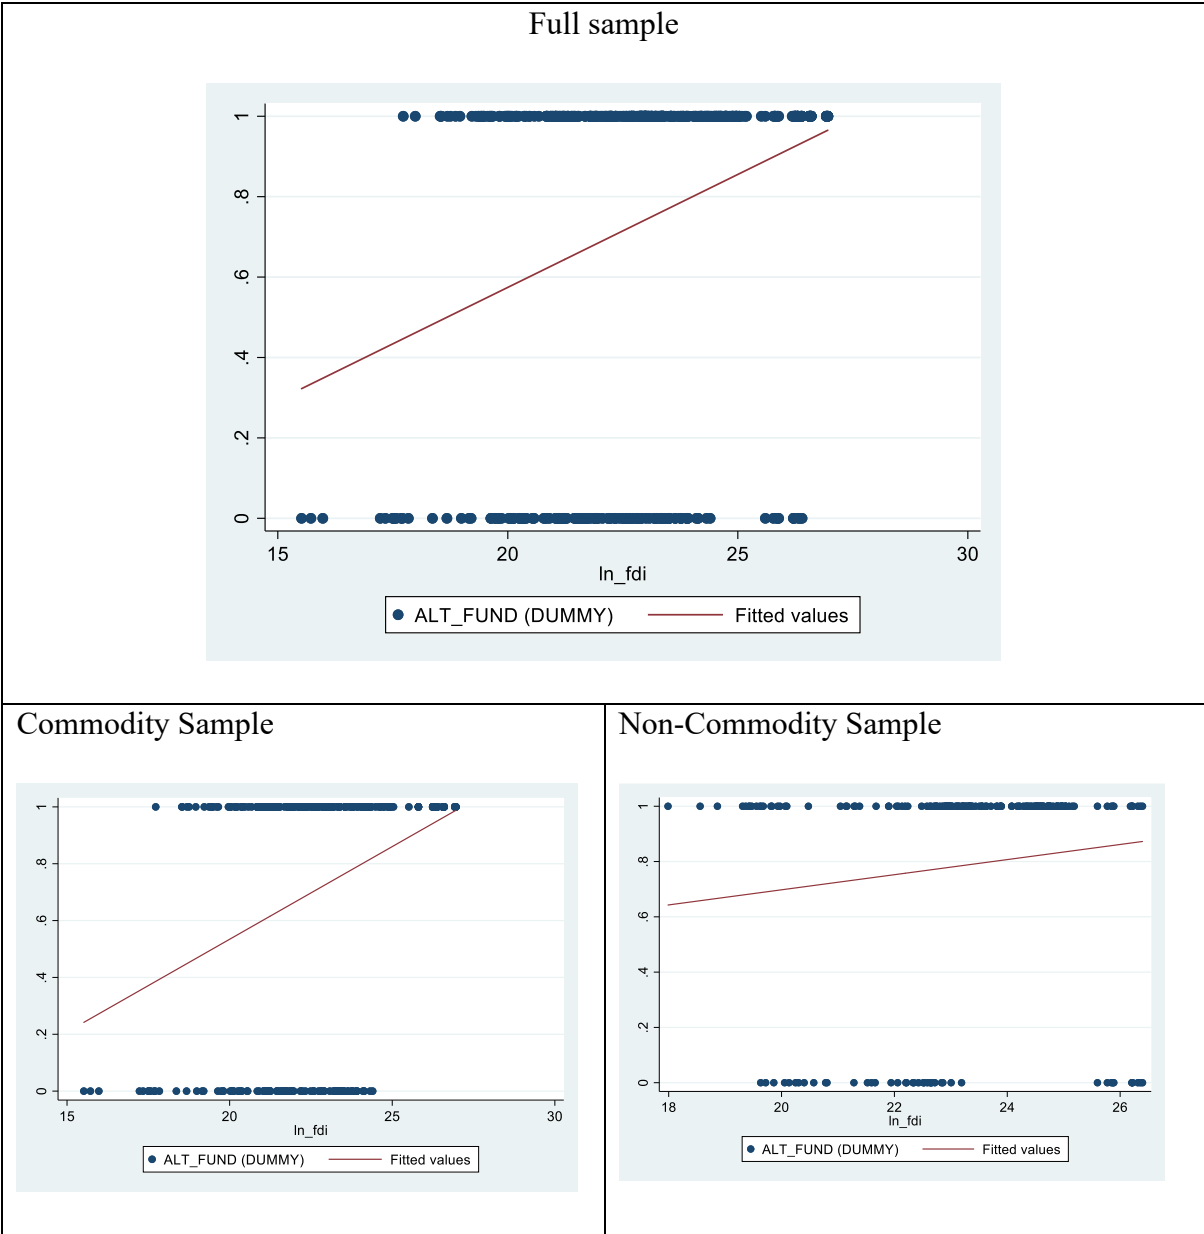 Full sample
1
.8
.6
.4
.2
0
15 20 25 30
ln_fdi
ALT_FUND (DUMMY) Fitted values
Commodity Sample
1
.8
.6
.4
.2
0
15 20 25 30
ln_fdi
ALT_FUND (DUMMY) Fitted values
Non-Commodity Sample
1
.8
.6
.4
.2
0
18 20 22 24 26
ln_fdi
ALT_FUND (DUMMY) Fitted values